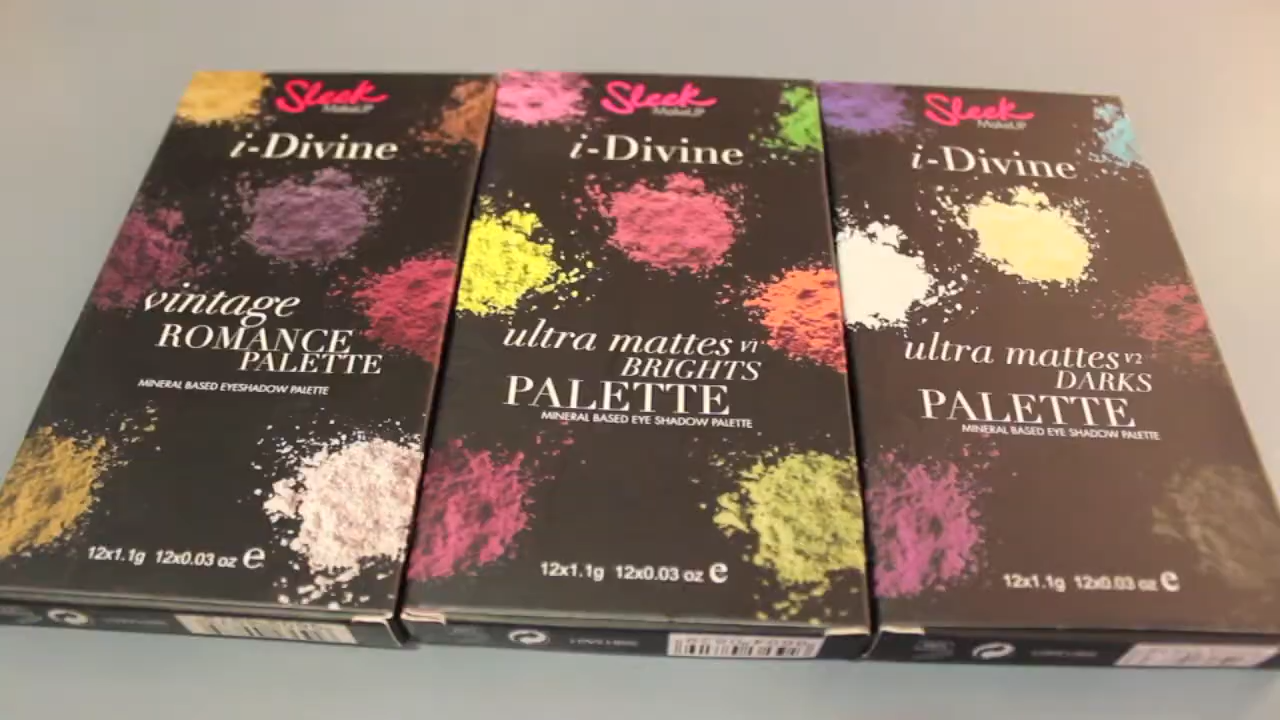 Sleek
MakeUP
i-Divine
vintage
ROMANCE
PALETTE
MINERAL BASED EYESHADOW PALETTE
12x1.1g 12x0.03 oz e
Sleek
MakeUP
i-Divine
ultra mattes V1
BRIGHTS
PALETTE
MINERAL BASED EYE SHADOW PALETTE
12x1.1g 12x0.03 oz e
Sleek
MakeUP
i-Divine
ultra mattes V2
DARKS
PALETTE
MINERAL BASED EYE SHADOW PALETTE
12x1.1g 12x0.03 oz e